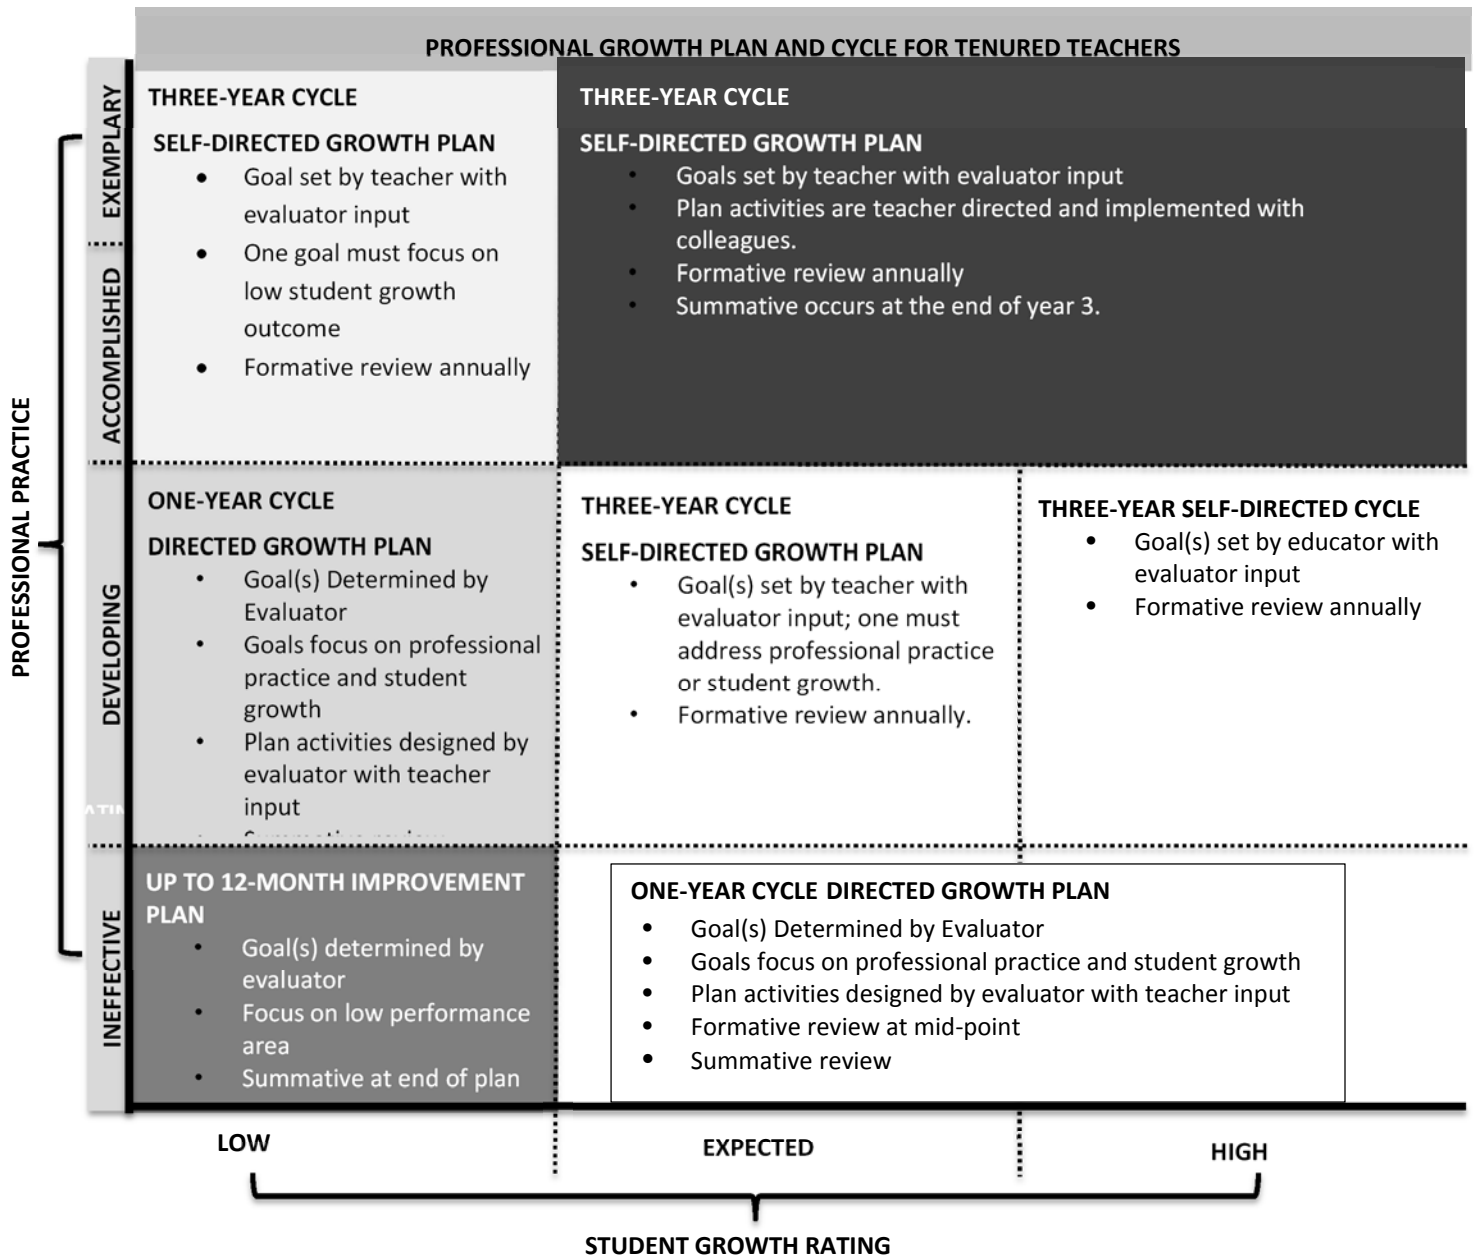 PROFESSIONAL GROWTH PLAN AND CYCLE FOR TENURED TEACHERS
PROFESSIONAL PRACTICE
EXEMPLARY
ACCOMPLISHED
THREE-YEAR CYCLE
SELF-DIRECTED GROWTH PLAN
• Goal set by teacher with
evaluator input
• One goal must focus on
low student growth
outcome
• Formative review annually
THREE-YEAR CYCLE
SELF-DIRECTED GROWTH PLAN
• Goals set by teacher with evaluator input
• Plan activities are teacher directed and implemented with
colleagues.
• Formative review annually
• Summative occurs at the end of year 3.
DEVELOPING
ONE-YEAR CYCLE
DIRECTED GROWTH PLAN
• Goal(s) Determined by
Evaluator
• Goals focus on professional
practice and student
growth
• Plan activities designed by
evaluator with teacher
input
THREE-YEAR CYCLE
SELF-DIRECTED GROWTH PLAN
• Goal(s) set by teacher with
evaluator input; one must
address professional practice
or student growth.
• Formative review annually.
THREE-YEAR SELF-DIRECTED CYCLE
• Goal(s) set by educator with
evaluator input
• Formative review annually
INEFFECTIVE
UP TO 12-MONTH IMPROVEMENT
PLAN
• Goal(s) determined by
evaluator
• Focus on low performance
area
• Summative at end of plan
ONE-YEAR CYCLE DIRECTED GROWTH PLAN
• Goal(s) Determined by Evaluator
• Goals focus on professional practice and student growth
• Plan activities designed by evaluator with teacher input
• Formative review at mid-point
• Summative review
LOW
EXPECTED
HIGH
STUDENT GROWTH RATING